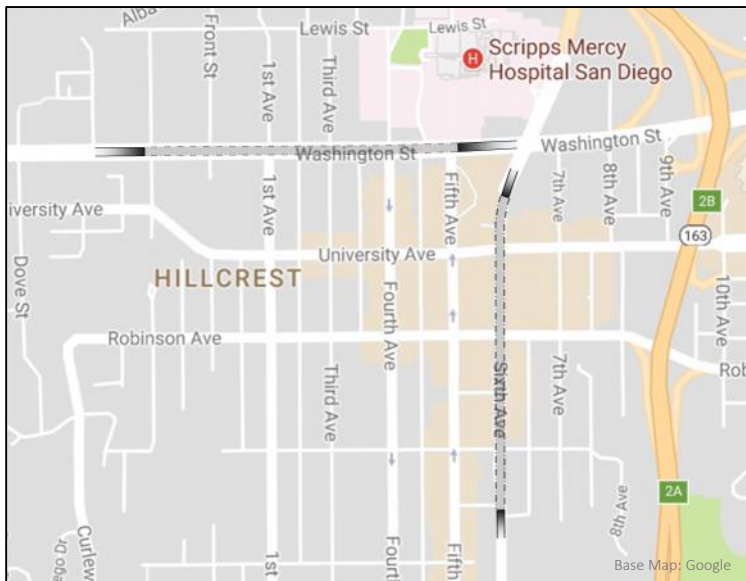 Alba
Lewis St
Lewis St
Front St
1st Ave
Third Ave
H
Scripps Mercy
Hospital San Diego
Washington St
Washington St
1st Ave
Fifth Ave
7th Ave
8th Ave
9th Ave
2B
163
iversity Ave
University Ave
Dove St
HILLCREST
Fourth Ave
10th Ave
Robinson Ave
Rob
Third Ave
Sixth Ave
7th Ave
8th Ave
2A
Curlew
ago Dr
1st
Fourt
Fifth
Base Map: Google